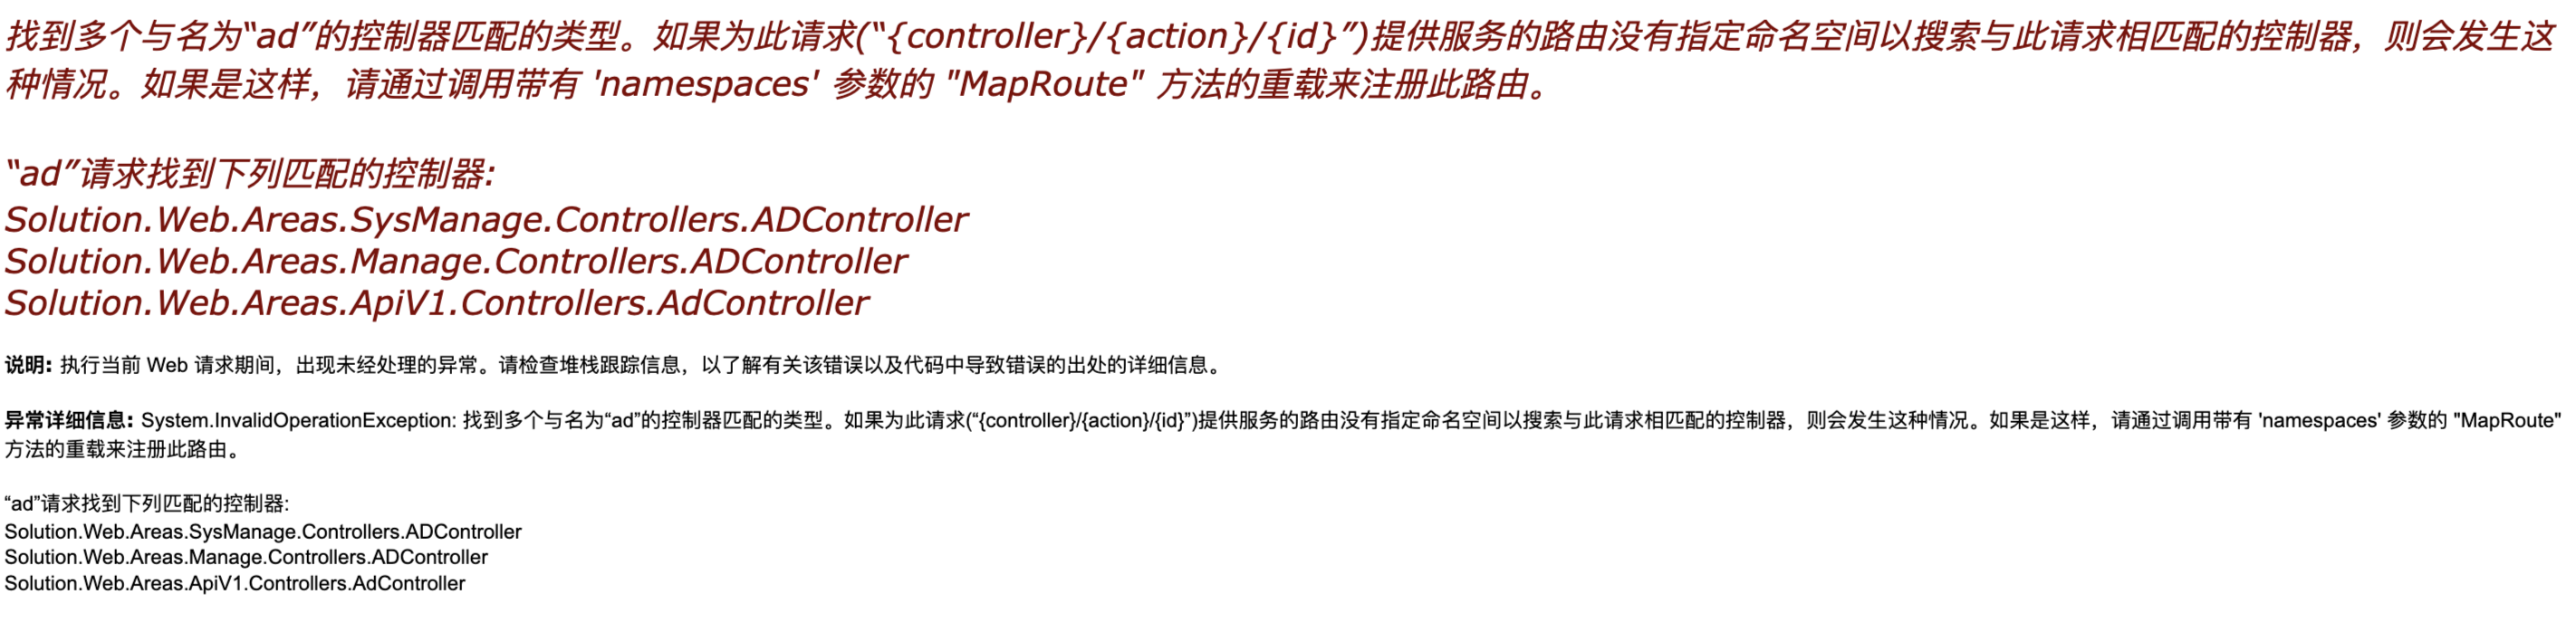 找到多个与名为“ad”的控制器匹配的类型。如果为此请求(“{controller}/{action}/{id}”)提供服务的路由没有指定命名空间以搜索与此请求相匹配的控制器，则会发生这
种情况。如果是这样，请通过调用带有 'namespaces' 参数的 "MapRoute" 方法的重载来注册此路由。
“ad”请求找到下列匹配的控制器:
Solution.Web.Areas.SysManage.Controllers.ADController
Solution.Web.Areas.Manage.Controllers.ADController
Solution.Web.Areas.ApiV1.Controllers.AdController
说明: 执行当前 Web 请求期间，出现未经处理的异常。请检查堆栈跟踪信息，以了解有关该错误以及代码中导致错误的出处的详细信息。
异常详细信息: System.InvalidOperationException: 找到多个与名为“ad”的控制器匹配的类型。如果为此请求(“{controller}/{action}/{id}”)提供服务的路由没有指定命名空间以搜索与此请求相匹配的控制器，则会发生这种情况。如果是这样，请通过调用带有 'namespaces' 参数的 "MapRoute"
方法的重载来注册此路由。
“ad”请求找到下列匹配的控制器:
Solution.Web.Areas.SysManage.Controllers.ADController
Solution.Web.Areas.Manage.Controllers.ADController
Solution.Web.Areas.ApiV1.Controllers.AdController